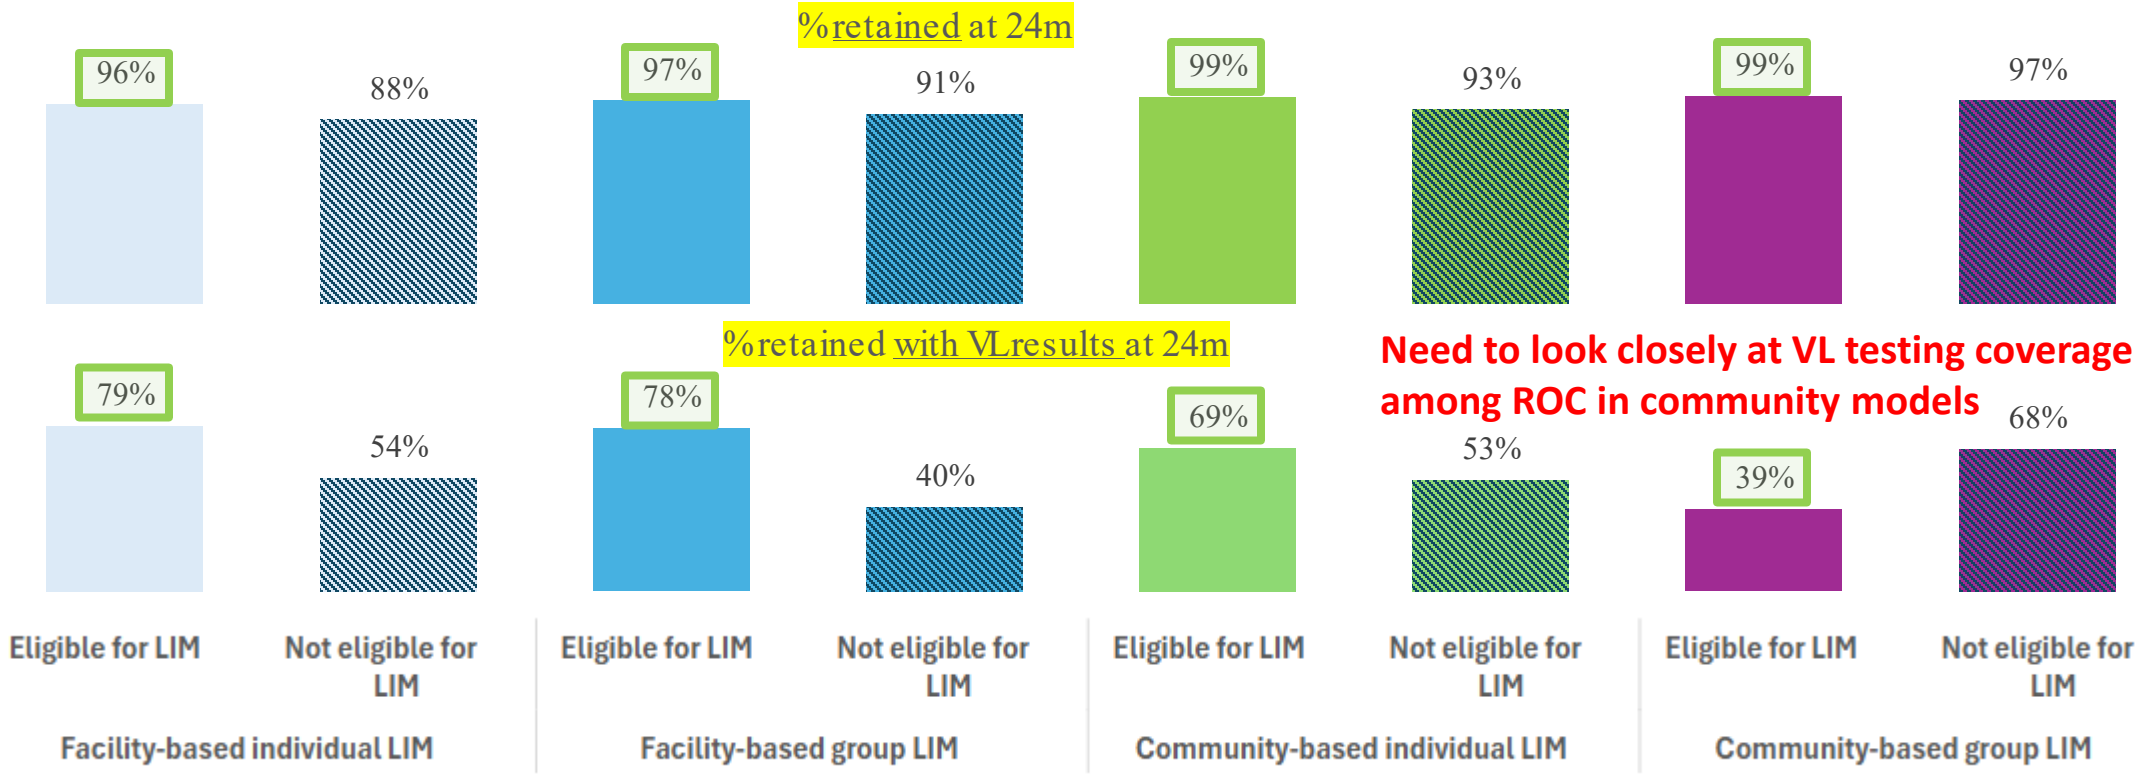 % retained at 24m
96%
88%
97%
91%
99%
93%
99%
97%
% retained with VL results at 24m
Need to look closely at VL testing coverage
among ROC in community models
79%
54%
78%
40%
69%
53%
39%
68%
Eligible for LIM
Not eligible for
LIM
Eligible for LIM
Not eligible for
LIM
Eligible for LIM
Not eligible for
LIM
Eligible for LIM
Not eligible for
LIM
Facility-based individual LIM
Facility-based group LIM
Community-based individual LIM
Community-based group LIM